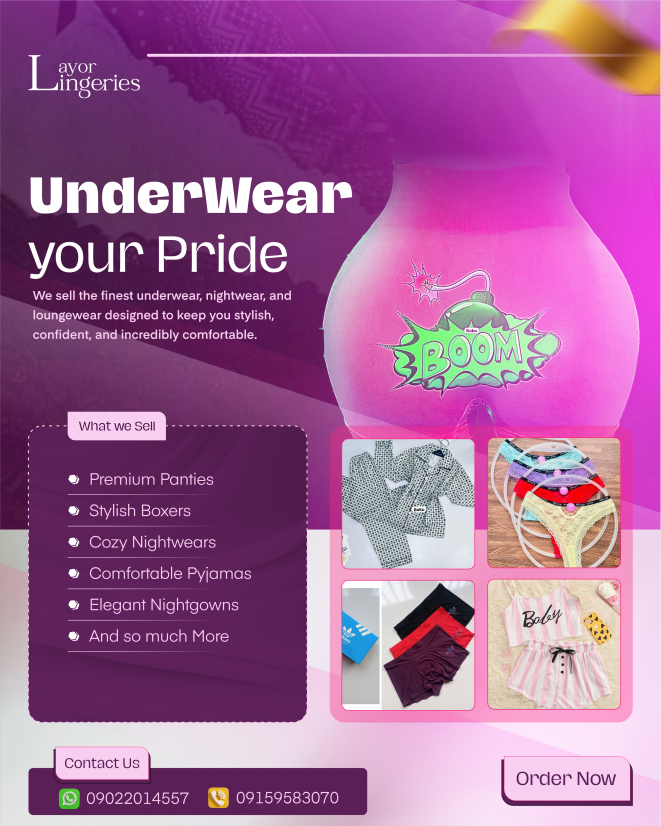 Layor
Lingeries
UnderWear
your Pride
We sell the finest underwear, nightwear, and
loungewear designed to keep you stylish,
confident, and incredibly comfortable.
BOOM
What we Sell
Premium Panties
Stylish Boxers
Cozy Nightwears
Comfortable Pyjamas
Elegant Nightgowns
And so much More
Baby
Contact Us
09022014557
09159583070
Order Now